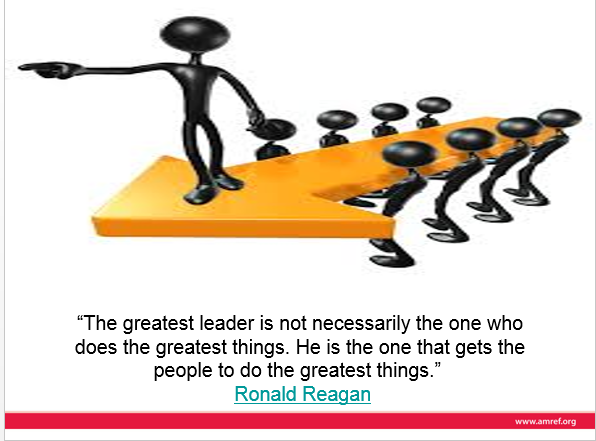 “The greatest leader is not necessarily the one who
does the greatest things. He is the one that gets the
people to do the greatest things.”
Ronald Reagan
www.amref.org